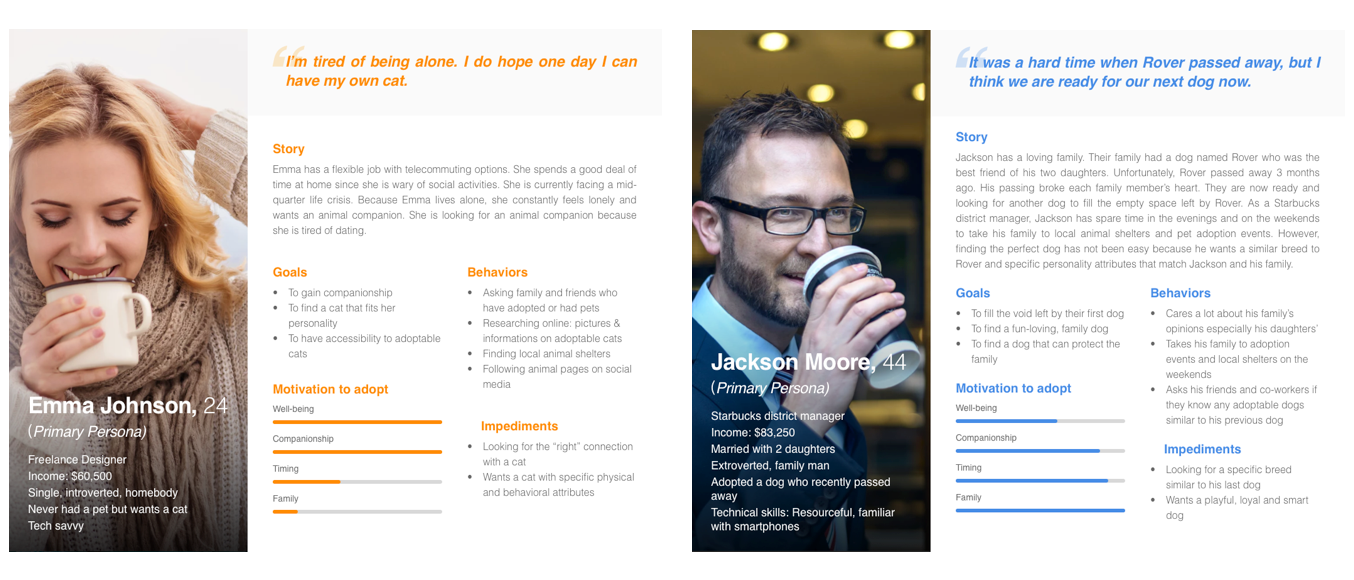 I'm tired of being alone. I do hope one day I can
have my own cat.
Story
Emma has a flexible job with telecommuting options. She spends a good deal of
time at home since she is wary of social activities. She is currently facing a mid-
quarter life crisis. Because Emma lives alone, she constantly feels lonely and
wants an animal companion. She is looking for an animal companion because
she is tired of dating.
Goals
• To gain companionship
• To find a cat that fits her
personality
• To have accessibility to adoptable
cats
Motivation to adopt
Well-being
Companionship
Timing
Family
Behaviors
• Asking family and friends who
have adopted or had pets
• Researching online: pictures &
informations on adoptable cats
• Finding local animal shelters
• Following animal pages on social
media
Impediments
• Looking for the “right” connection
with a cat
• Wants a cat with specific physical
and behavioral attributes
Emma Johnson, 24
(Primary Persona)
Freelance Designer
Income: $60,500
Single, introverted, homebody
Never had a pet but wants a cat
Tech savvy
It was a hard time when Rover passed away, but I
think we are ready for our next dog now.
Story
Jackson has a loving family. Their family had a dog named Rover who was the
best friend of his two daughters. Unfortunately, Rover passed away 3 months
ago. His passing broke each family member's heart. They are now ready and
looking for another dog to fill the empty space left by Rover. As a Starbucks
district manager, Jackson has spare time in the evenings and on the weekends
to take his family to local animal shelters and pet adoption events. However,
finding the perfect dog has not been easy because he wants a similar breed to
Rover and specific personality attributes that match Jackson and his family.
Goals
• To fill the void left by their first dog
• To find a fun-loving, family dog
• To find a dog that can protect the
family
Motivation to adopt
Well-being
Companionship
Timing
Family
Behaviors
• Cares a lot about his family's
opinions especially his daughters'
• Takes his family to adoption
events and local shelters on the
weekends
• Asks his friends and co-workers if
they know any adoptable dogs
similar to his previous dog
Impediments
• Looking for a specific breed
similar to his last dog
• Wants a playful, loyal and smart
dog
Jackson Moore, 44
(Primary Persona)
Starbucks district manager
Income: $83,250
Married with 2 daughters
Extroverted, family man
Adopted a dog who recently passed
away
Technical skills: Resourceful, familiar
with smartphones